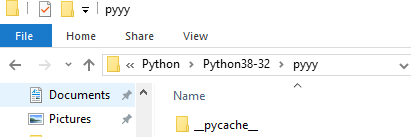 pyyy
File Home Share View
« Python Python38-32 pyyy
Documents
Name
Pictures
__pycache__